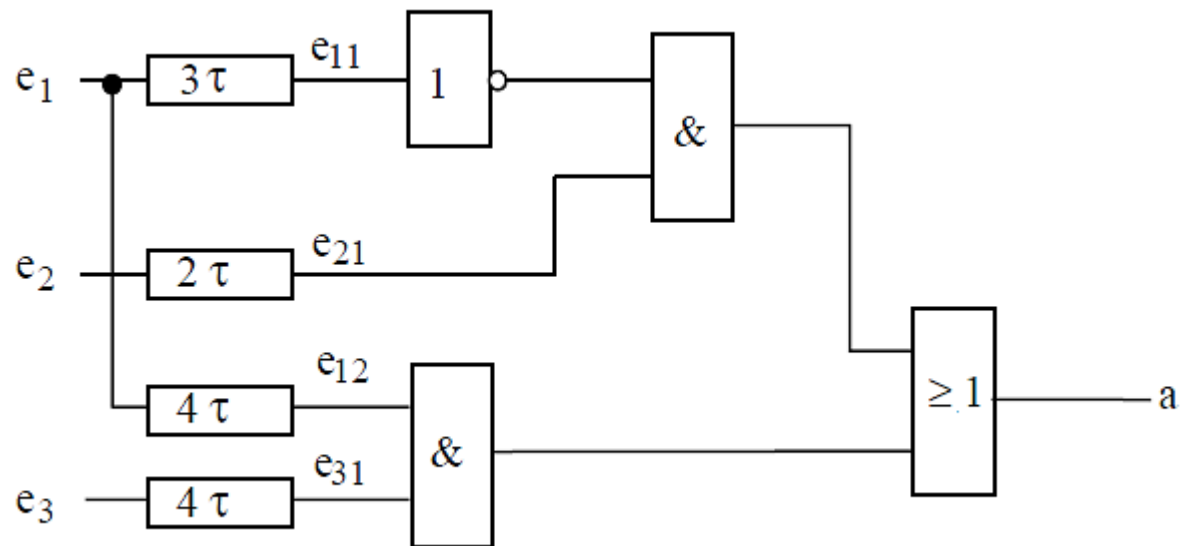 e₁ 3 τ e₁₁ 1 &
e₂ 2 τ e₂₁
e₁₂
4 τ ≥ 1 a
&
e₃₁
e₃ 4 τ